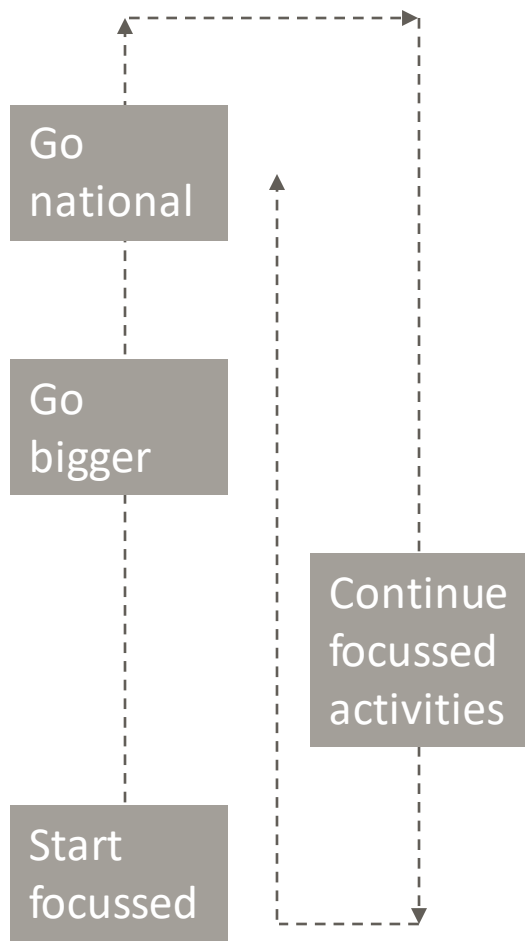 Go
national
Go
bigger
Continue
focussed
activities
Start
focussed